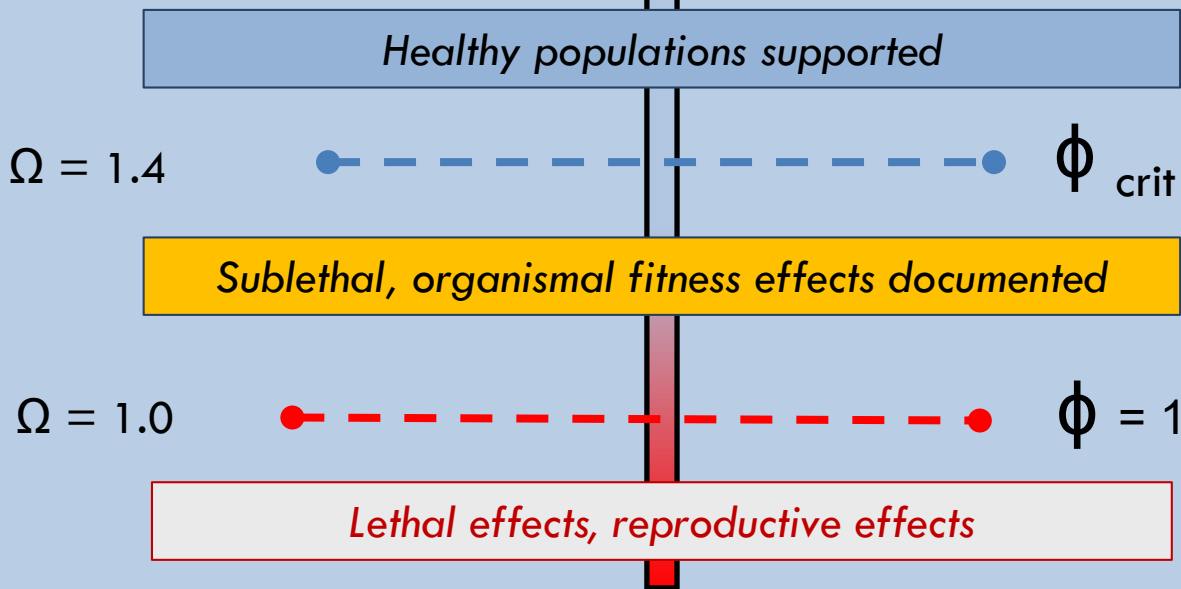 Healthy populations supported
Ω = 1.4
ϕ crit
Sublethal, organismal fitness effects documented
Ω = 1.0
ϕ = 1
Lethal effects, reproductive effects